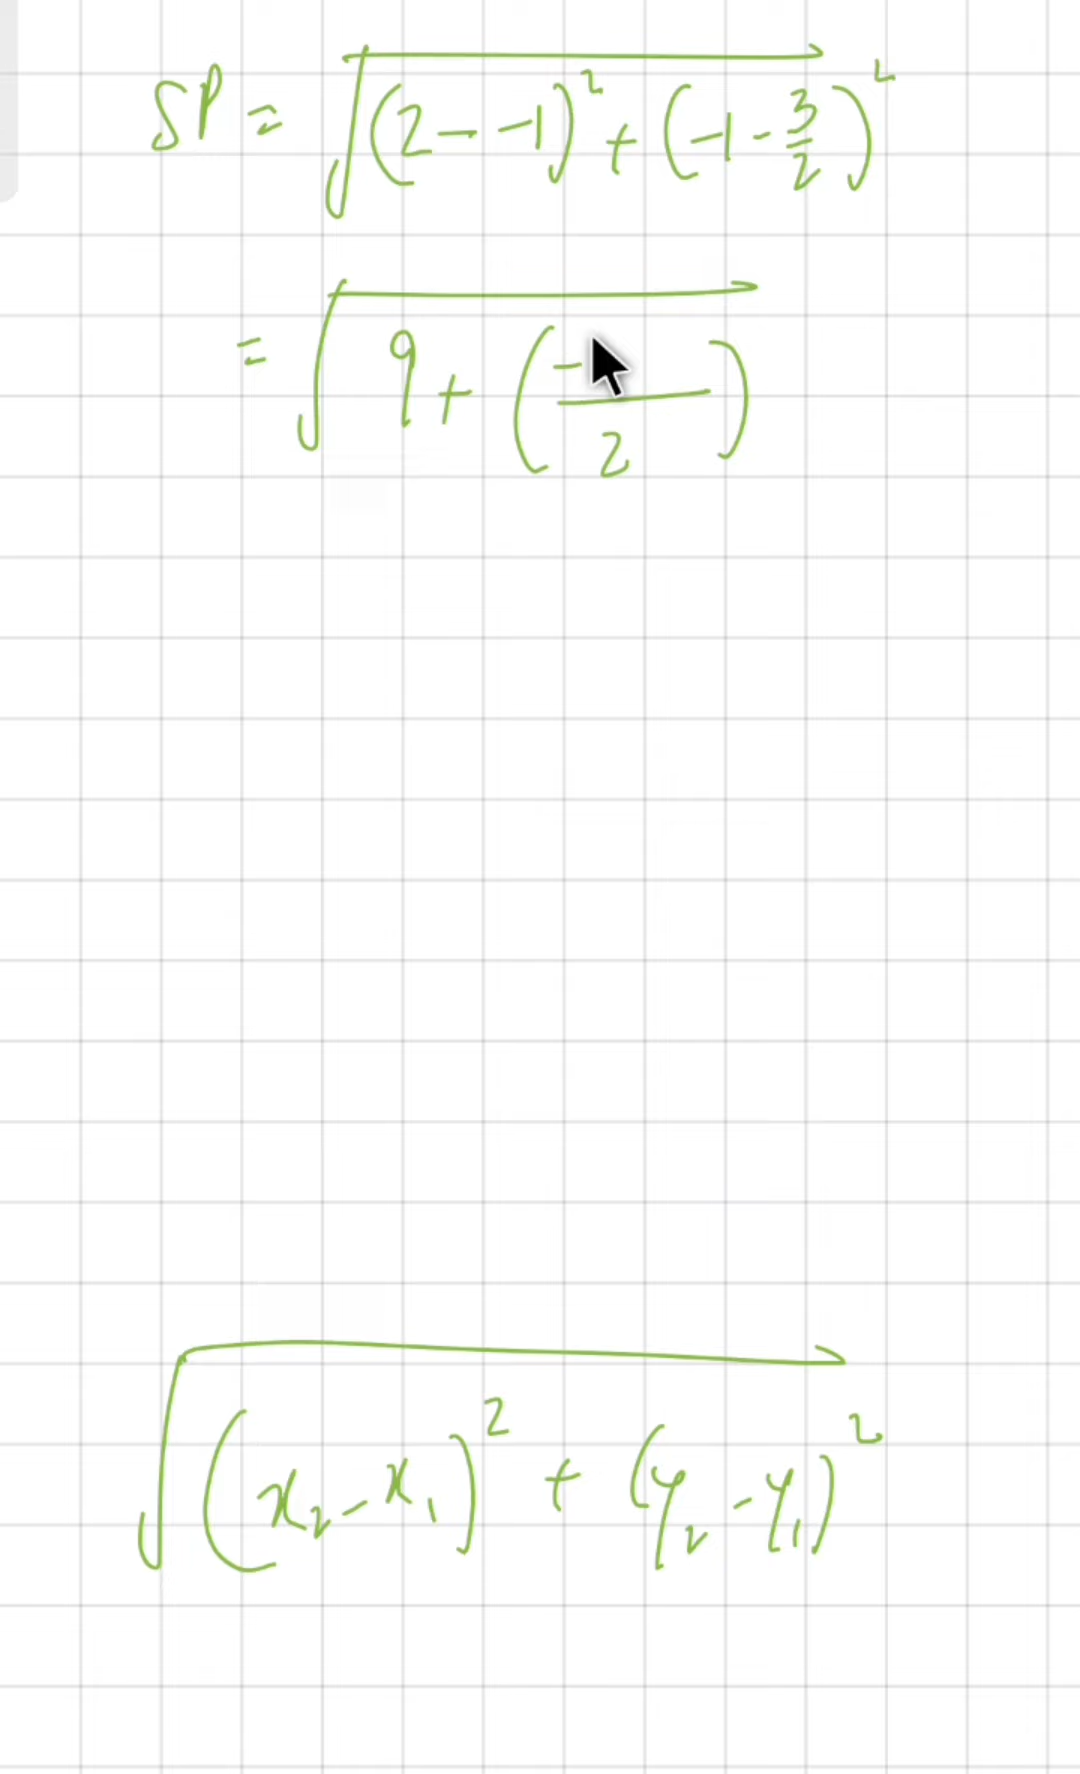 SP = √(2 - -1)² + (-1 - 3/2)²
= √9 + (-/2)
√(x₂ - x₁)² + (y₂ - y₁)²